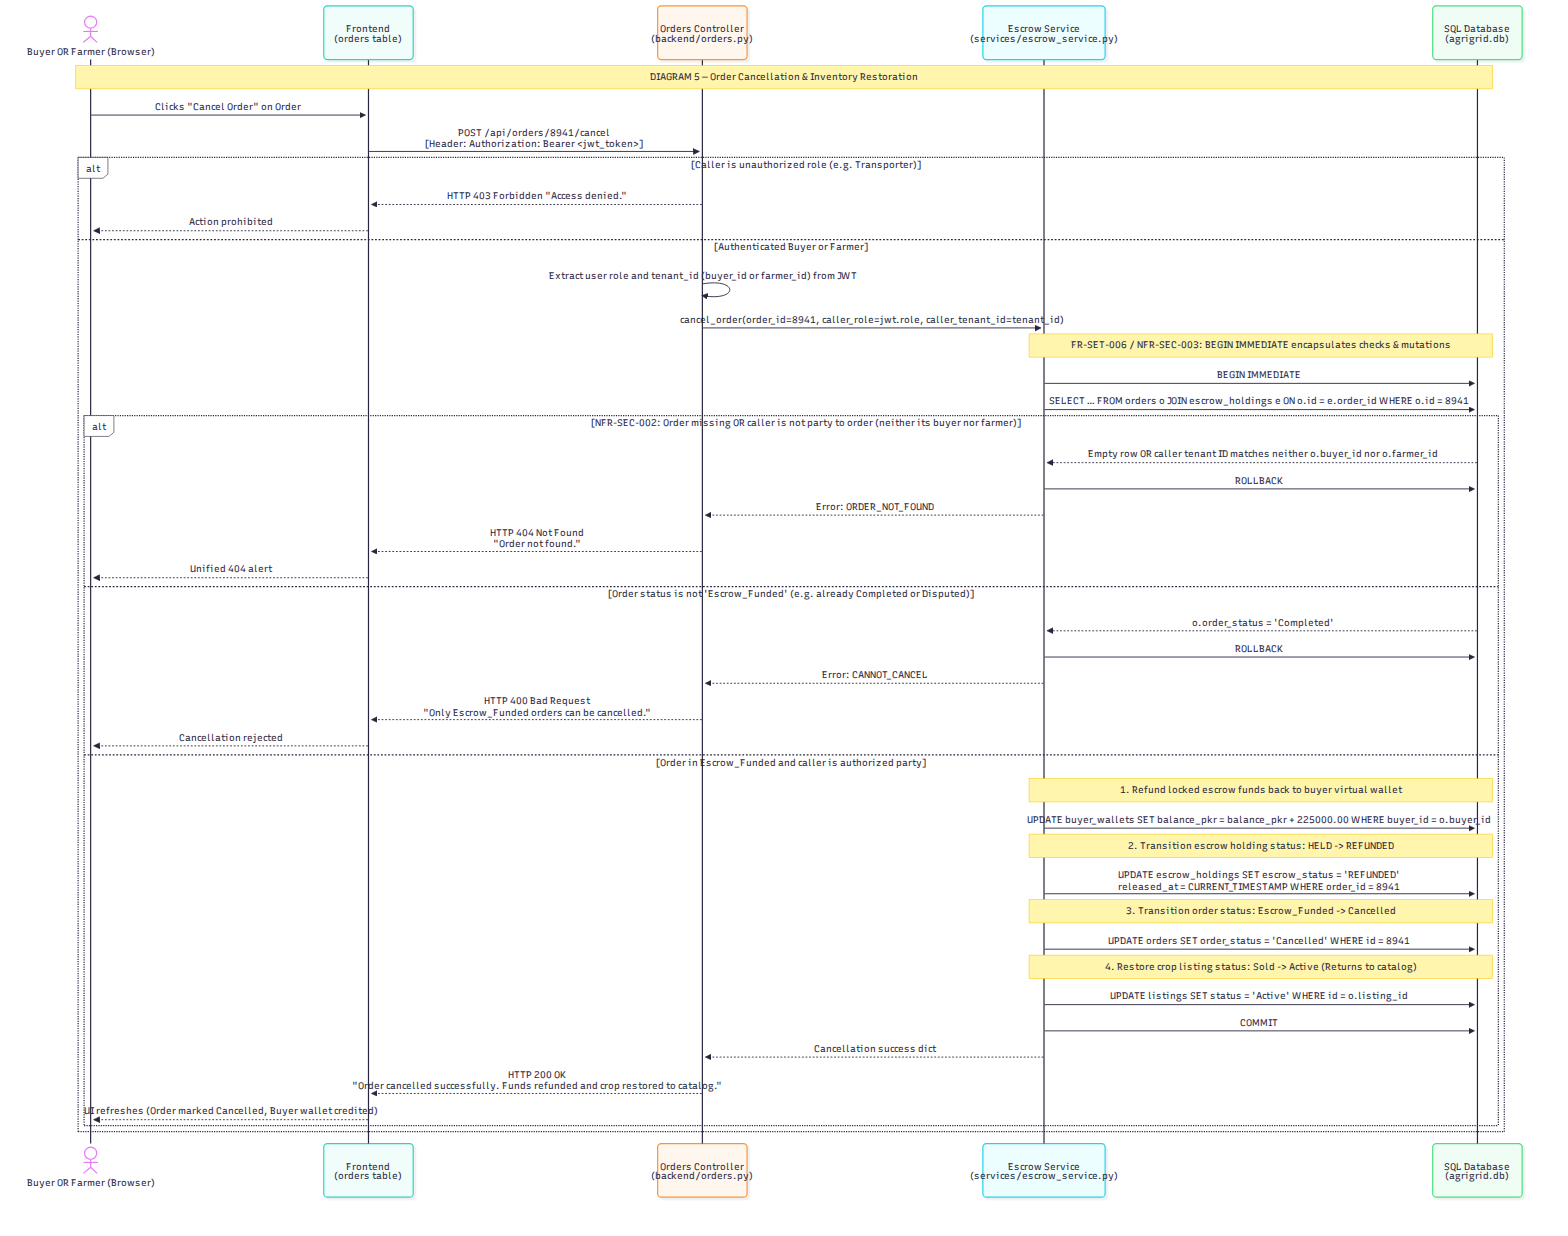 Buyer OR Farmer (Browser)
Frontend
(orders table)
Orders Controller
(backend/orders.py)
Escrow Service
(services/escrow_service.py)
SQL Database
(agrigrid.db)
DIAGRAM 5 – Order Cancellation & Inventory Restoration
Clicks "Cancel Order" on Order
POST /api/orders/8941/cancel
[Header: Authorization: Bearer <jwt_token>]
alt
[Caller is unauthorized role (e.g. Transporter)]
HTTP 403 Forbidden "Access denied."
Action prohibited
[Authenticated Buyer or Farmer]
Extract user role and tenant_id (buyer_id or farmer_id) from JWT
cancel_order(order_id=8941, caller_role=jwt.role, caller_tenant_id=tenant_id)
FR-SET-006 / NFR-SEC-003: BEGIN IMMEDIATE encapsulates checks & mutations
BEGIN IMMEDIATE
SELECT ... FROM orders o JOIN escrow_holdings e ON o.id = e.order_id WHERE o.id = 8941
alt
[NFR-SEC-002: Order missing OR caller is not party to order (neither its buyer nor farmer)]
Empty row OR caller tenant ID matches neither o.buyer_id nor o.farmer_id
ROLLBACK
Error: ORDER_NOT_FOUND
HTTP 404 Not Found
"Order not found."
Unified 404 alert
[Order status is not 'Escrow_Funded' (e.g. already Completed or Disputed)]
o.order_status = 'Completed'
ROLLBACK
Error: CANNOT_CANCEL
HTTP 400 Bad Request
"Only Escrow_Funded orders can be cancelled."
Cancellation rejected
[Order in Escrow_Funded and caller is authorized party]
1. Refund locked escrow funds back to buyer virtual wallet
UPDATE buyer_wallets SET balance_pkr = balance_pkr + 225000.00 WHERE buyer_id = o.buyer_id
2. Transition escrow holding status: HELD -> REFUNDED
UPDATE escrow_holdings SET escrow_status = 'REFUNDED'
released_at = CURRENT_TIMESTAMP WHERE order_id = 8941
3. Transition order status: Escrow_Funded -> Cancelled
UPDATE orders SET order_status = 'Cancelled' WHERE id = 8941
4. Restore crop listing status: Sold -> Active (Returns to catalog)
UPDATE listings SET status = 'Active' WHERE id = o.listing_id
COMMIT
Cancellation success dict
HTTP 200 OK
"Order cancelled successfully. Funds refunded and crop restored to catalog."
UI refreshes (Order marked Cancelled, Buyer wallet credited)
Buyer OR Farmer (Browser)
Frontend
(orders table)
Orders Controller
(backend/orders.py)
Escrow Service
(services/escrow_service.py)
SQL Database
(agrigrid.db)